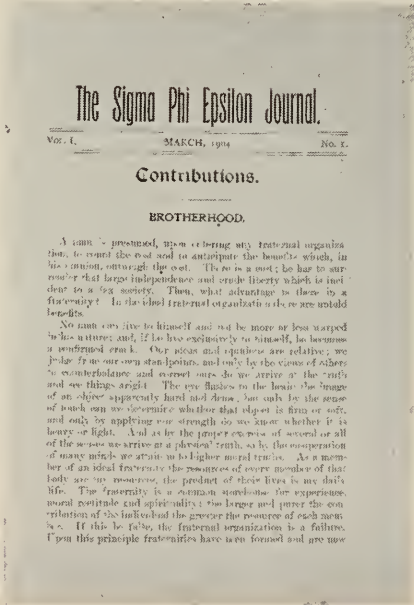 The Sigma Phi Epsilon Journal.
Vol. I. MARCH, 1904 No. 1.
Contributions.
BROTHERHOOD.
A man is presumed, upon entering any fraternal organiza-
tion, to count the cost and to anticipate the benefits which, in
his opinion, outweigh the cost. There is a cost; he has to sur-
render that large independence and crude liberty which is inci-
dent to a lax society. Then, what advantage is there in a
fraternity? In the ideal fraternal organization there are untold
benefits.
No man can live to himself and not be more or less warped
in his nature; and, if he live exclusively to himself, he becomes
a confirmed crank. Our ideas and opinions are relative; we
judge from our own standpoints, and only by the views of others
to counterbalance and correct ours do we arrive at the truth
and see things aright. The eye flashes to the brain the image
of an object apparently hard and dense, but only by the sense
of touch can we determine whether that object is firm or soft,
and only by applying our strength do we know whether it is
heavy or light. And as by the proper exercise of several or all
of the senses we arrive at a physical truth, so by the cooperation
of many minds we attain to higher moral truths. As a mem-
ber of an ideal fraternity the resources of every member of that
body are my resources, the product of their lives is my daily
life. The fraternity is a common storehouse for experience,
moral rectitude and spirituality; the larger and purer the con-
tribution of the individual the greater the resource of each mem-
ber. If this be false, the fraternal organization is a failure.
Upon this principle fraternities have been formed and are now